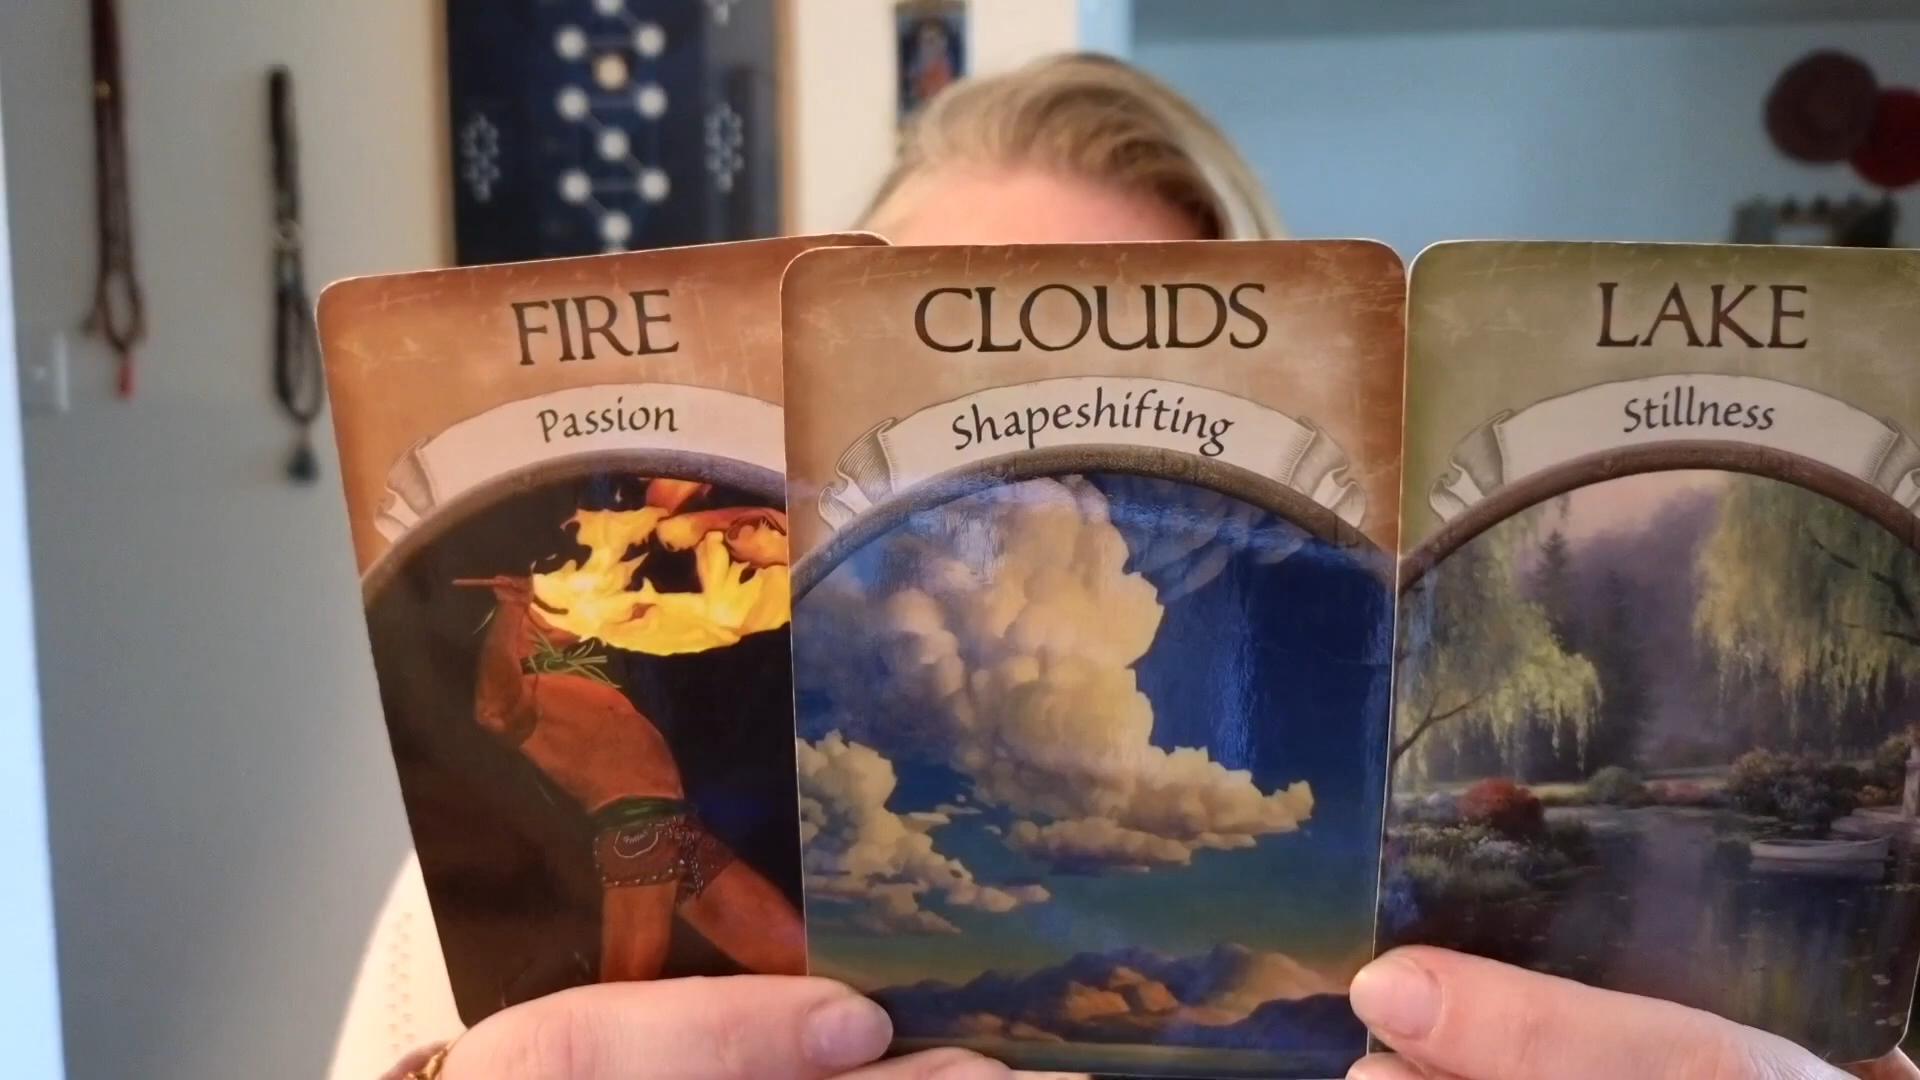 FIRE
Passion
CLOUDS
Shapeshifting
LAKE
Stillness